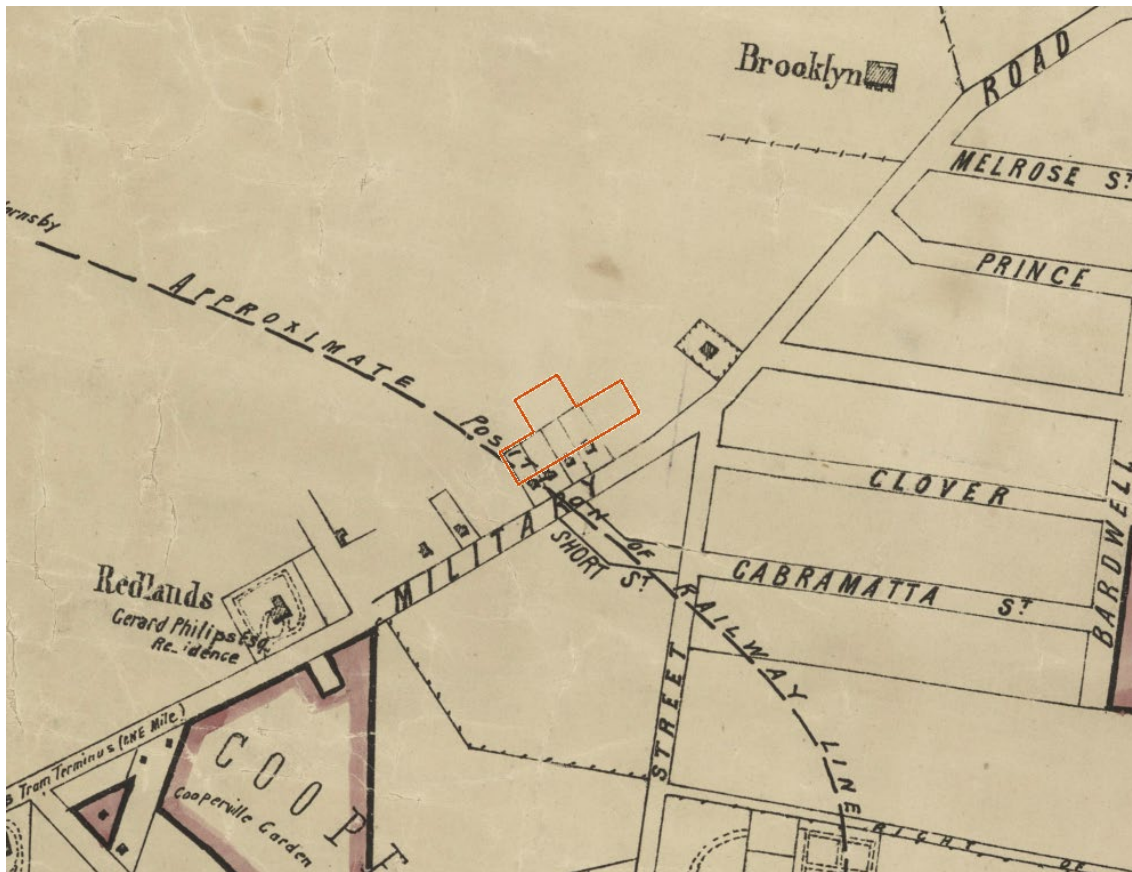 Brooklyn
ROAD
MELROSE ST
PRINCE
APPROXIMATE POSITION OF RAILWAY LINE
CLOVER
BARDWELL
MILITARY
SHORT ST
CABRAMATTA ST
Redlands
Gerard Philips Esq.
Residence
STREET
Tram Terminus (ONE Mile)
COOPE
Cooperville Garden
RIGHT OF